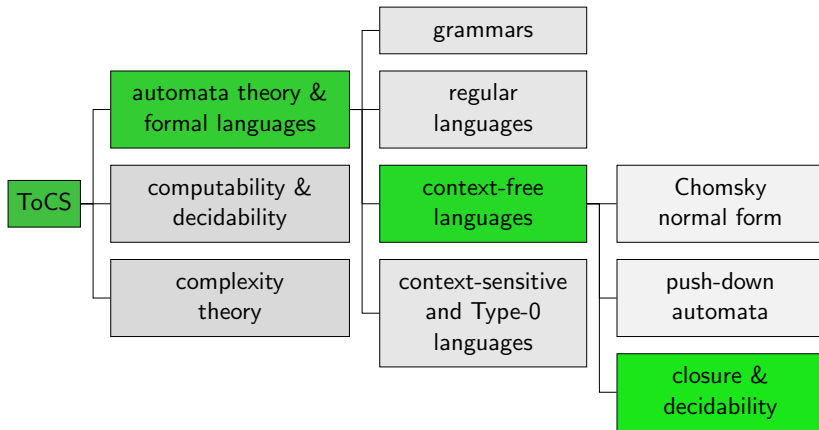 ToCS
automata theory &
formal languages
computability &
decidability
complexity
theory
grammars
regular
languages
context-free
languages
context-sensitive
and Type-0
languages
Chomsky
normal form
push-down
automata
closure &
decidability